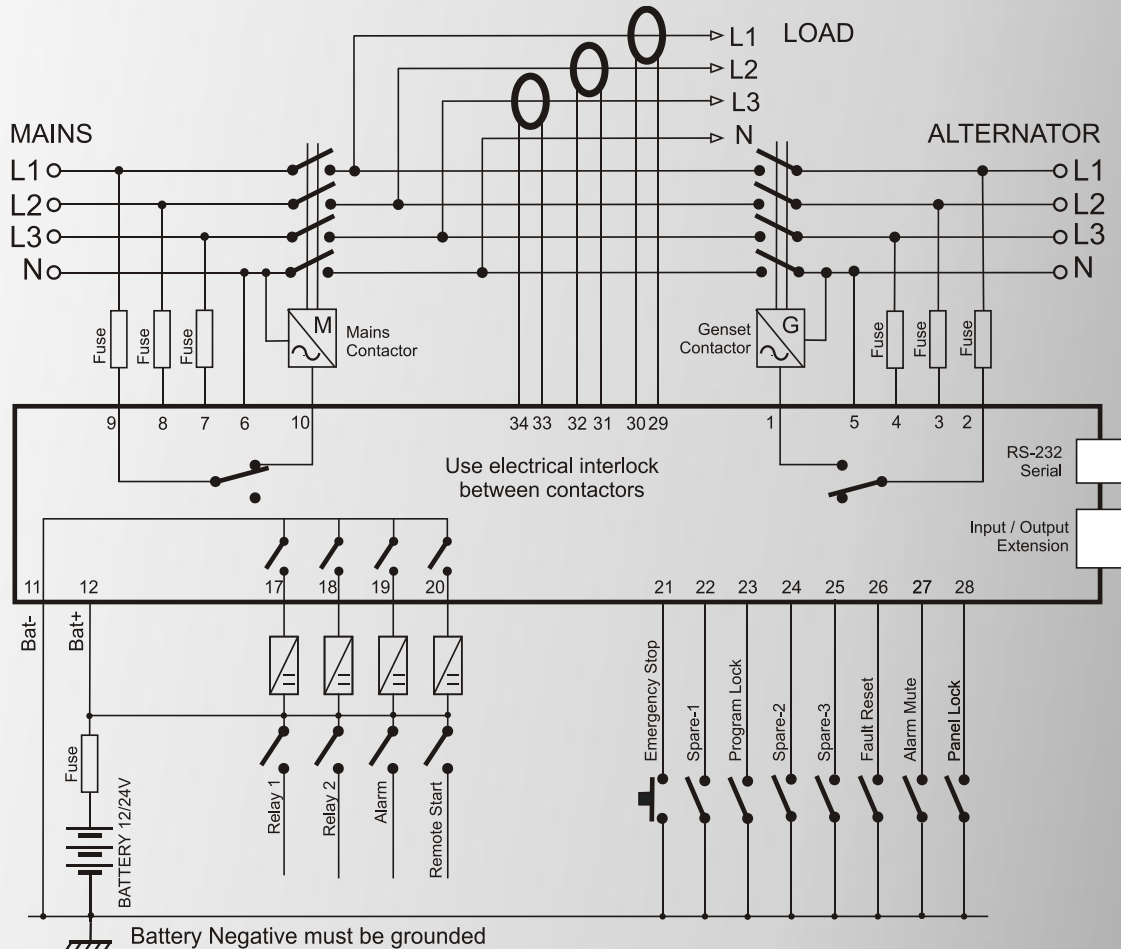 L1 LOAD
L2
L3
N
MAINS
ALTERNATOR
L1
L2
L3
N
L1
L2
L3
N
Fuse
Fuse
Fuse
M
Mains
Contactor
Genset
Contactor
G
Fuse
Fuse
Fuse
9 8 7 6 10 34 33 32 31 30 29 1 5 4 3 2
Use electrical interlock
between contactors
RS-232
Serial
Input / Output
Extension
11 12 17 18 19 20 21 22 23 24 25 26 27 28
Bat-
Bat+
Fuse
BATTERY 12/24V
Relay 1
Relay 2
Alarm
Remote Start
Emergency Stop
Spare-1
Program Lock
Spare-2
Spare-3
Fault Reset
Alarm Mute
Panel Lock
Battery Negative must be grounded